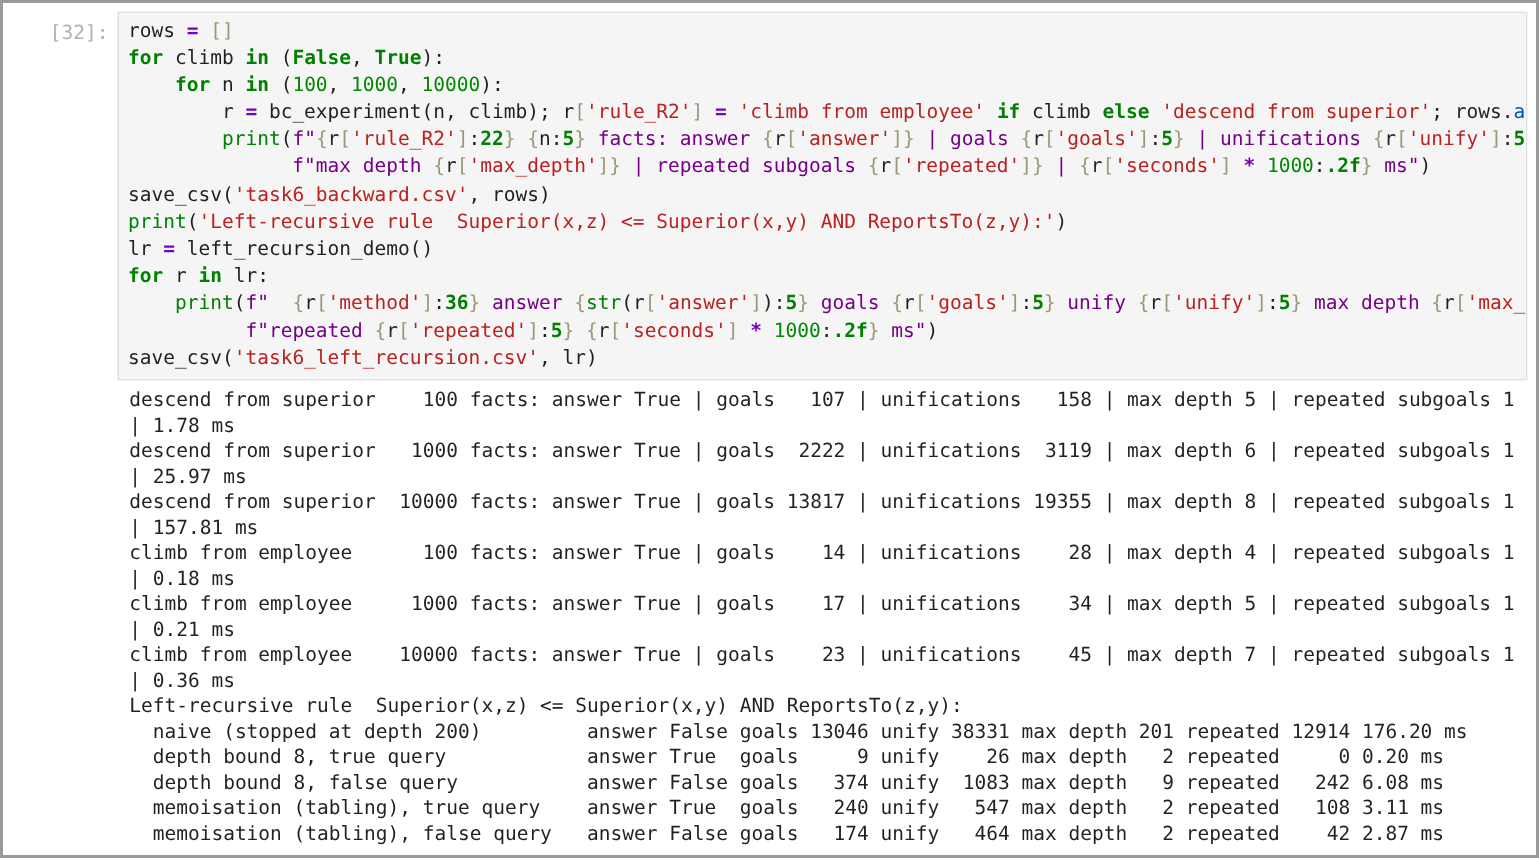 [32]:
rows = []
for climb in (False, True):
    for n in (100, 1000, 10000):
        r = bc_experiment(n, climb); r['rule_R2'] = 'climb from employee' if climb else 'descend from superior'; rows.a
        print(f"{r['rule_R2']:22} {n:5} facts: answer {r['answer']} | goals {r['goals']:5} | unifications {r['unify']:5
              f"max depth {r['max_depth']} | repeated subgoals {r['repeated']} | {r['seconds'] * 1000:.2f} ms")
save_csv('task6_backward.csv', rows)
print('Left-recursive rule  Superior(x,z) <= Superior(x,y) AND ReportsTo(z,y):')
lr = left_recursion_demo()
for r in lr:
    print(f"  {r['method']:36} answer {str(r['answer']):5} goals {r['goals']:5} unify {r['unify']:5} max depth {r['max_
          f"repeated {r['repeated']:5} {r['seconds'] * 1000:.2f} ms")
save_csv('task6_left_recursion.csv', lr)
descend from superior    100 facts: answer True | goals   107 | unifications   158 | max depth 5 | repeated subgoals 1
| 1.78 ms
descend from superior   1000 facts: answer True | goals  2222 | unifications  3119 | max depth 6 | repeated subgoals 1
| 25.97 ms
descend from superior  10000 facts: answer True | goals 13817 | unifications 19355 | max depth 8 | repeated subgoals 1
| 157.81 ms
climb from employee      100 facts: answer True | goals    14 | unifications    28 | max depth 4 | repeated subgoals 1
| 0.18 ms
climb from employee     1000 facts: answer True | goals    17 | unifications    34 | max depth 5 | repeated subgoals 1
| 0.21 ms
climb from employee    10000 facts: answer True | goals    23 | unifications    45 | max depth 7 | repeated subgoals 1
| 0.36 ms
Left-recursive rule  Superior(x,z) <= Superior(x,y) AND ReportsTo(z,y):
  naive (stopped at depth 200)         answer False goals 13046 unify 38331 max depth 201 repeated 12914 176.20 ms
  depth bound 8, true query            answer True  goals     9 unify    26 max depth   2 repeated     0 0.20 ms
  depth bound 8, false query           answer False goals   374 unify  1083 max depth   9 repeated   242 6.08 ms
  memoisation (tabling), true query    answer True  goals   240 unify   547 max depth   2 repeated   108 3.11 ms
  memoisation (tabling), false query   answer False goals   174 unify   464 max depth   2 repeated    42 2.87 ms